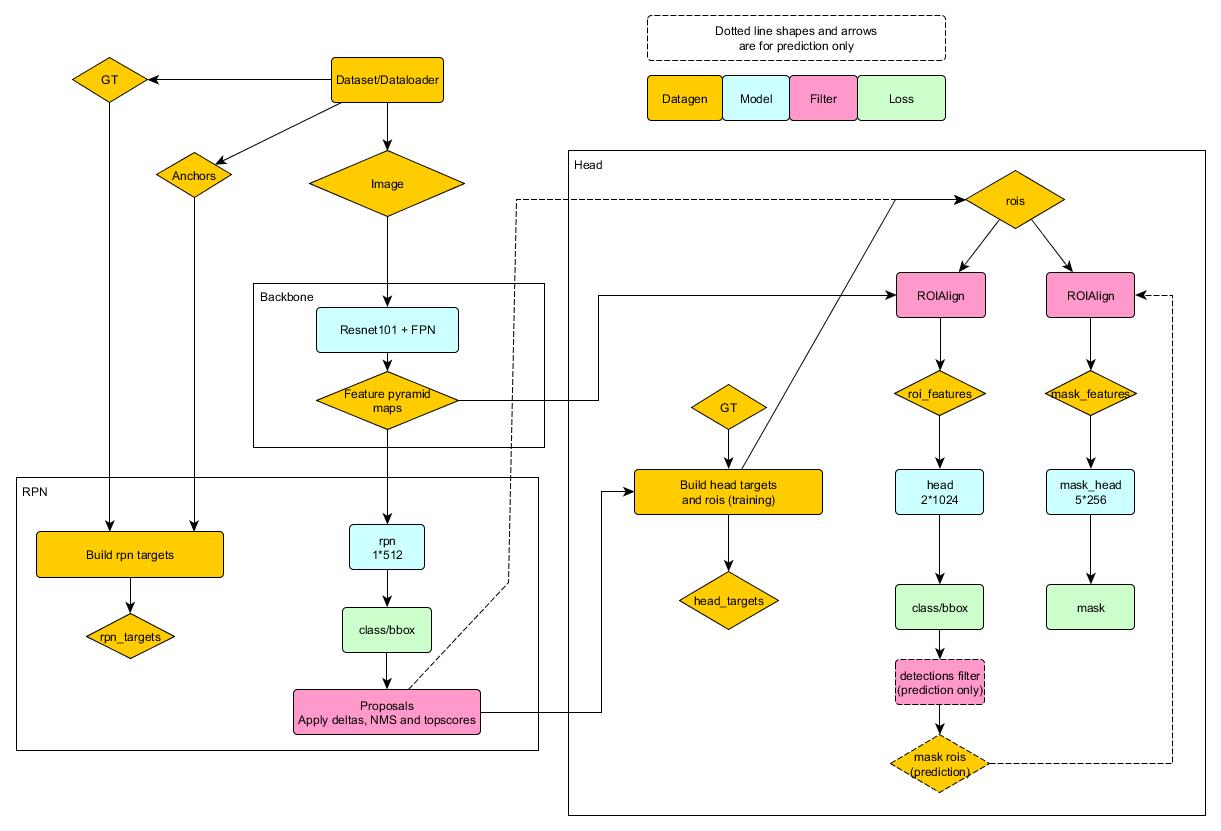 Dotted line shapes and arrows
are for prediction only
GT
Dataset/Dataloader
Datagen
Model
Filter
Loss
Anchors
Image
Head
rois
Backbone
ROIAlign
ROIAlign
Resnet101 + FPN
Feature pyramid
maps
GT
roi_features
mask_features
RPN
Build head targets
and rois (training)
head
2*1024
mask_head
5*256
Build rpn targets
rpn
1*512
head_targets
class/bbox
mask
rpn_targets
class/bbox
detections filter
(prediction only)
Proposals
Apply deltas, NMS and topscores
mask rois
(prediction)